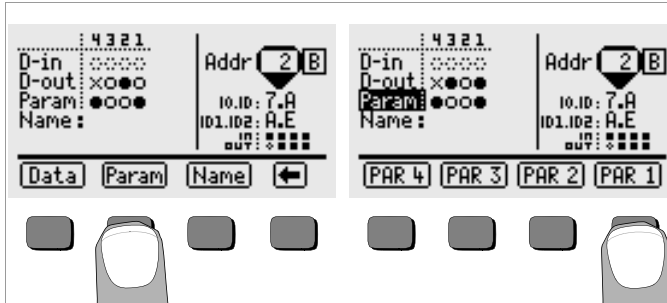 4 3 2 1
D-in
D-out
Param
Name:
Addr 2 B
IO.ID: 7.A
ID1.ID2: A.E
IN
OUT
Data Param Name
4 3 2 1
D-in
D-out
Param
Name:
Addr 2 B
IO.ID: 7.A
ID1.ID2: A.E
IN
OUT
PAR 4 PAR 3 PAR 2 PAR 1